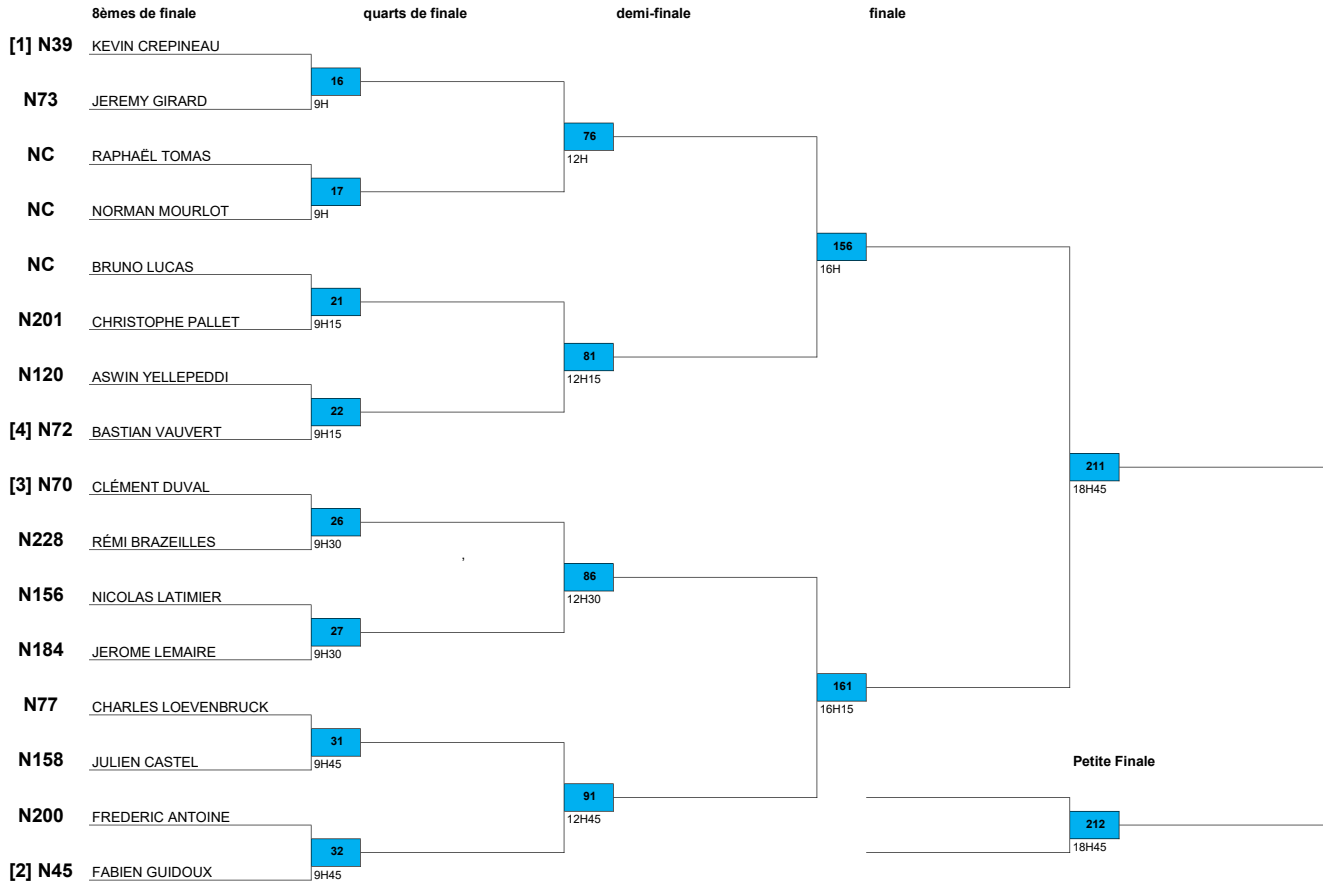 8èmes de finale quarts de finale demi-finale finale
[1] N39 KEVIN CREPINEAU
16
N73 JEREMY GIRARD 9H
76
NC RAPHAËL TOMAS 12H
17
NC NORMAN MOURLOT 9H
156
NC BRUNO LUCAS 16H
21
N201 CHRISTOPHE PALLET 9H15
81
N120 ASWIN YELLEPEDDI 12H15
22
[4] N72 BASTIAN VAUVERT 9H15
211
[3] N70 CLÉMENT DUVAL 18H45
26
N228 RÉMI BRAZEILLES 9H30
,
86
N156 NICOLAS LATIMIER 12H30
27
N184 JEROME LEMAIRE 9H30
161
N77 CHARLES LOEVENBRUCK 16H15
31
N158 JULIEN CASTEL 9H45 Petite Finale
91
N200 FREDERIC ANTOINE 12H45 212
32 18H45
[2] N45 FABIEN GUIDOUX 9H45